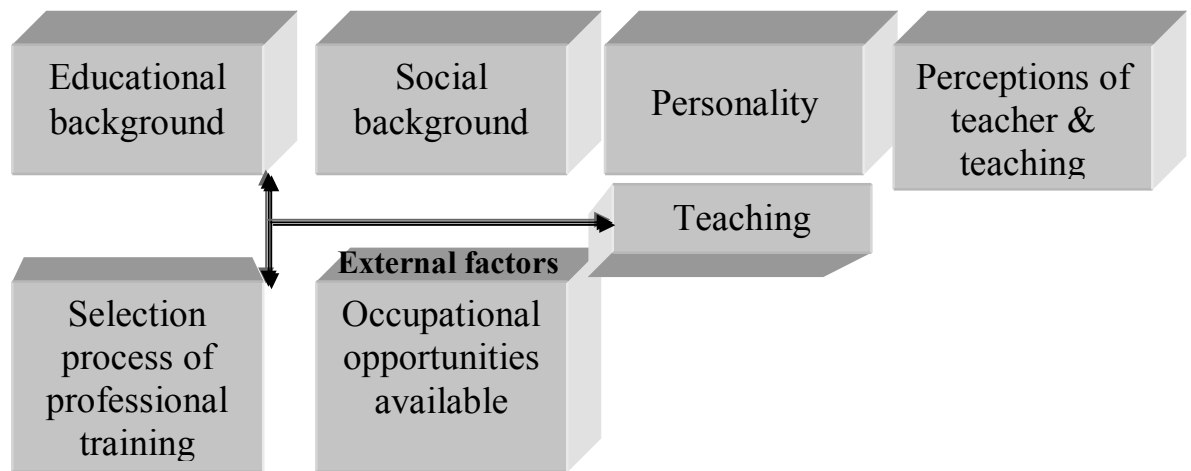 Educational
background
Social
background
Personality
Perceptions of
teacher &
teaching
Teaching
External factors
Selection
process of
professional
training
Occupational
opportunities
available